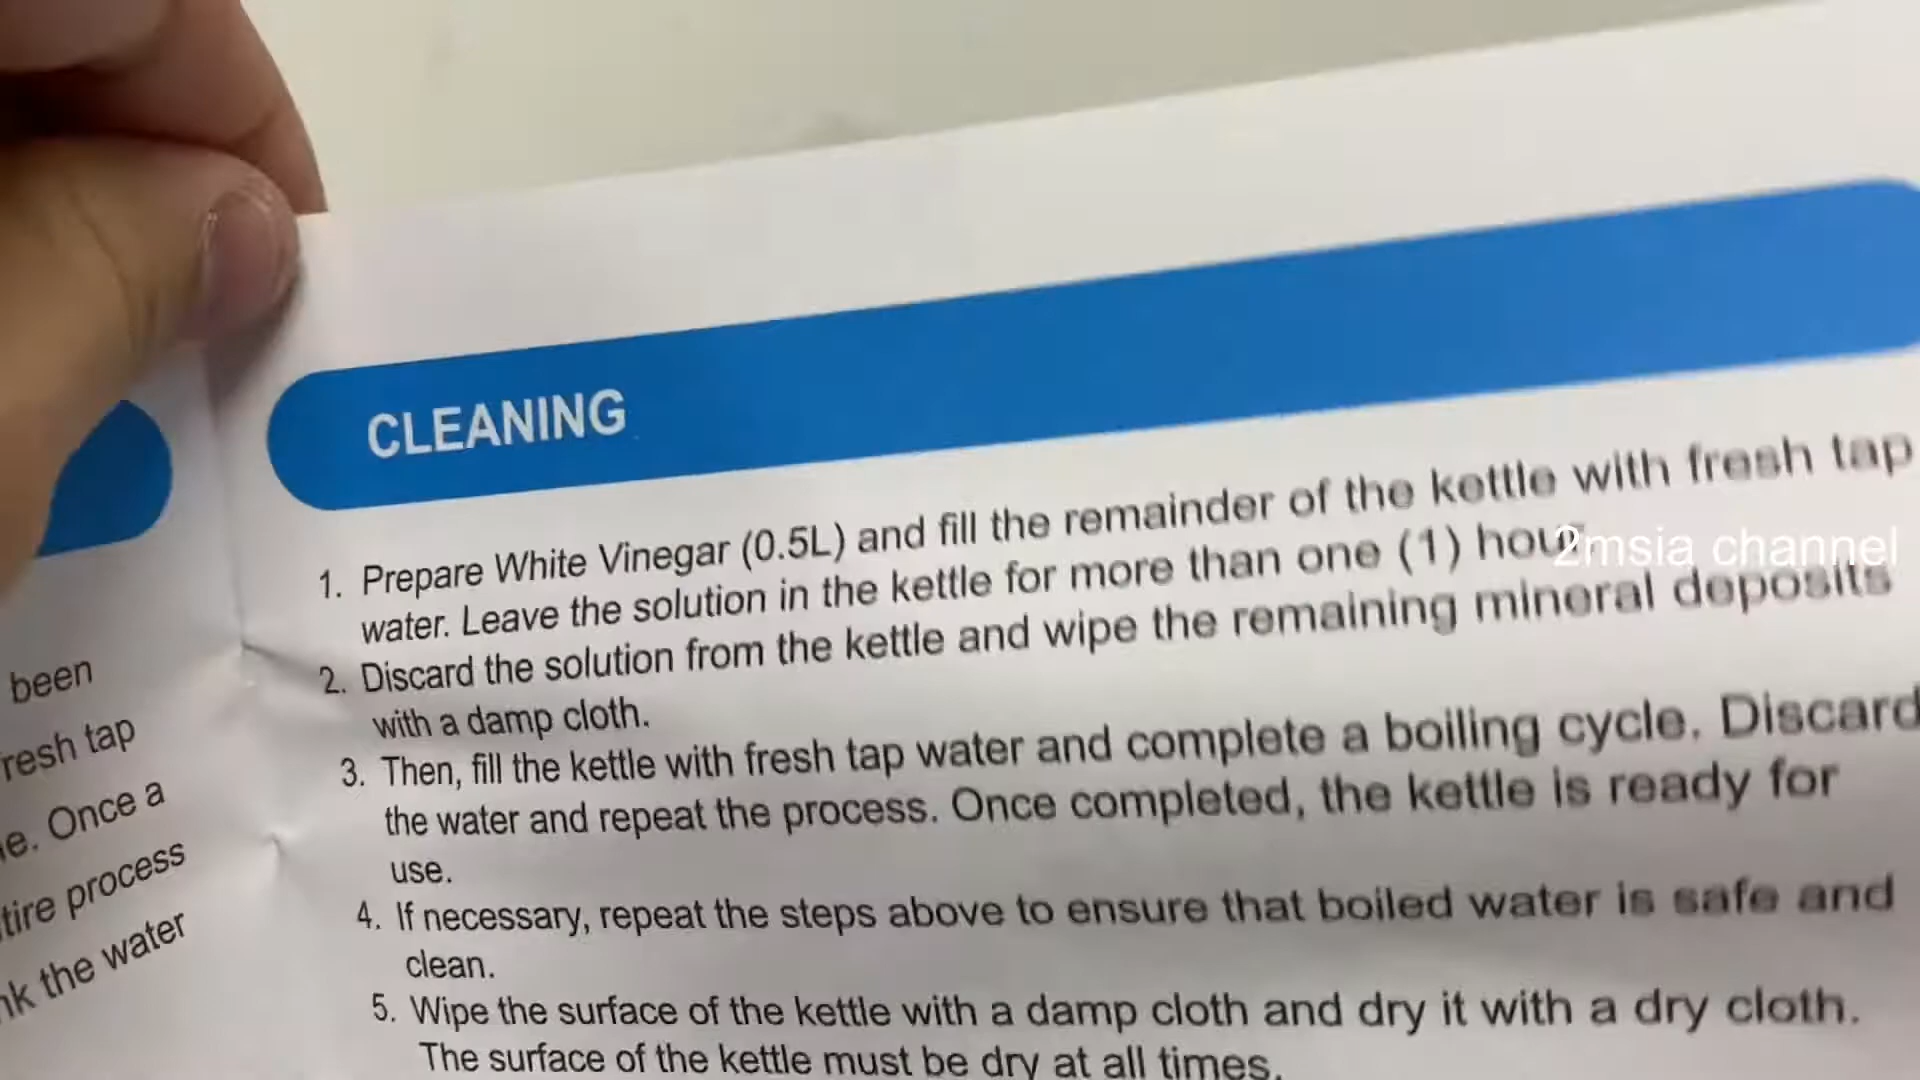 CLEANING
1. Prepare White Vinegar (0.5L) and fill the remainder of the kettle with fresh tap
water. Leave the solution in the kettle for more than one (1) hour.
2. Discard the solution from the kettle and wipe the remaining mineral deposits
with a damp cloth.
3. Then, fill the kettle with fresh tap water and complete a boiling cycle. Discard
the water and repeat the process. Once completed, the kettle is ready for
use.
4. If necessary, repeat the steps above to ensure that boiled water is safe and
clean.
5. Wipe the surface of the kettle with a damp cloth and dry it with a dry cloth.
The surface of the kettle must be dry at all times.
2msia channel
been
resh tap
e. Once a
tire process
nk the water